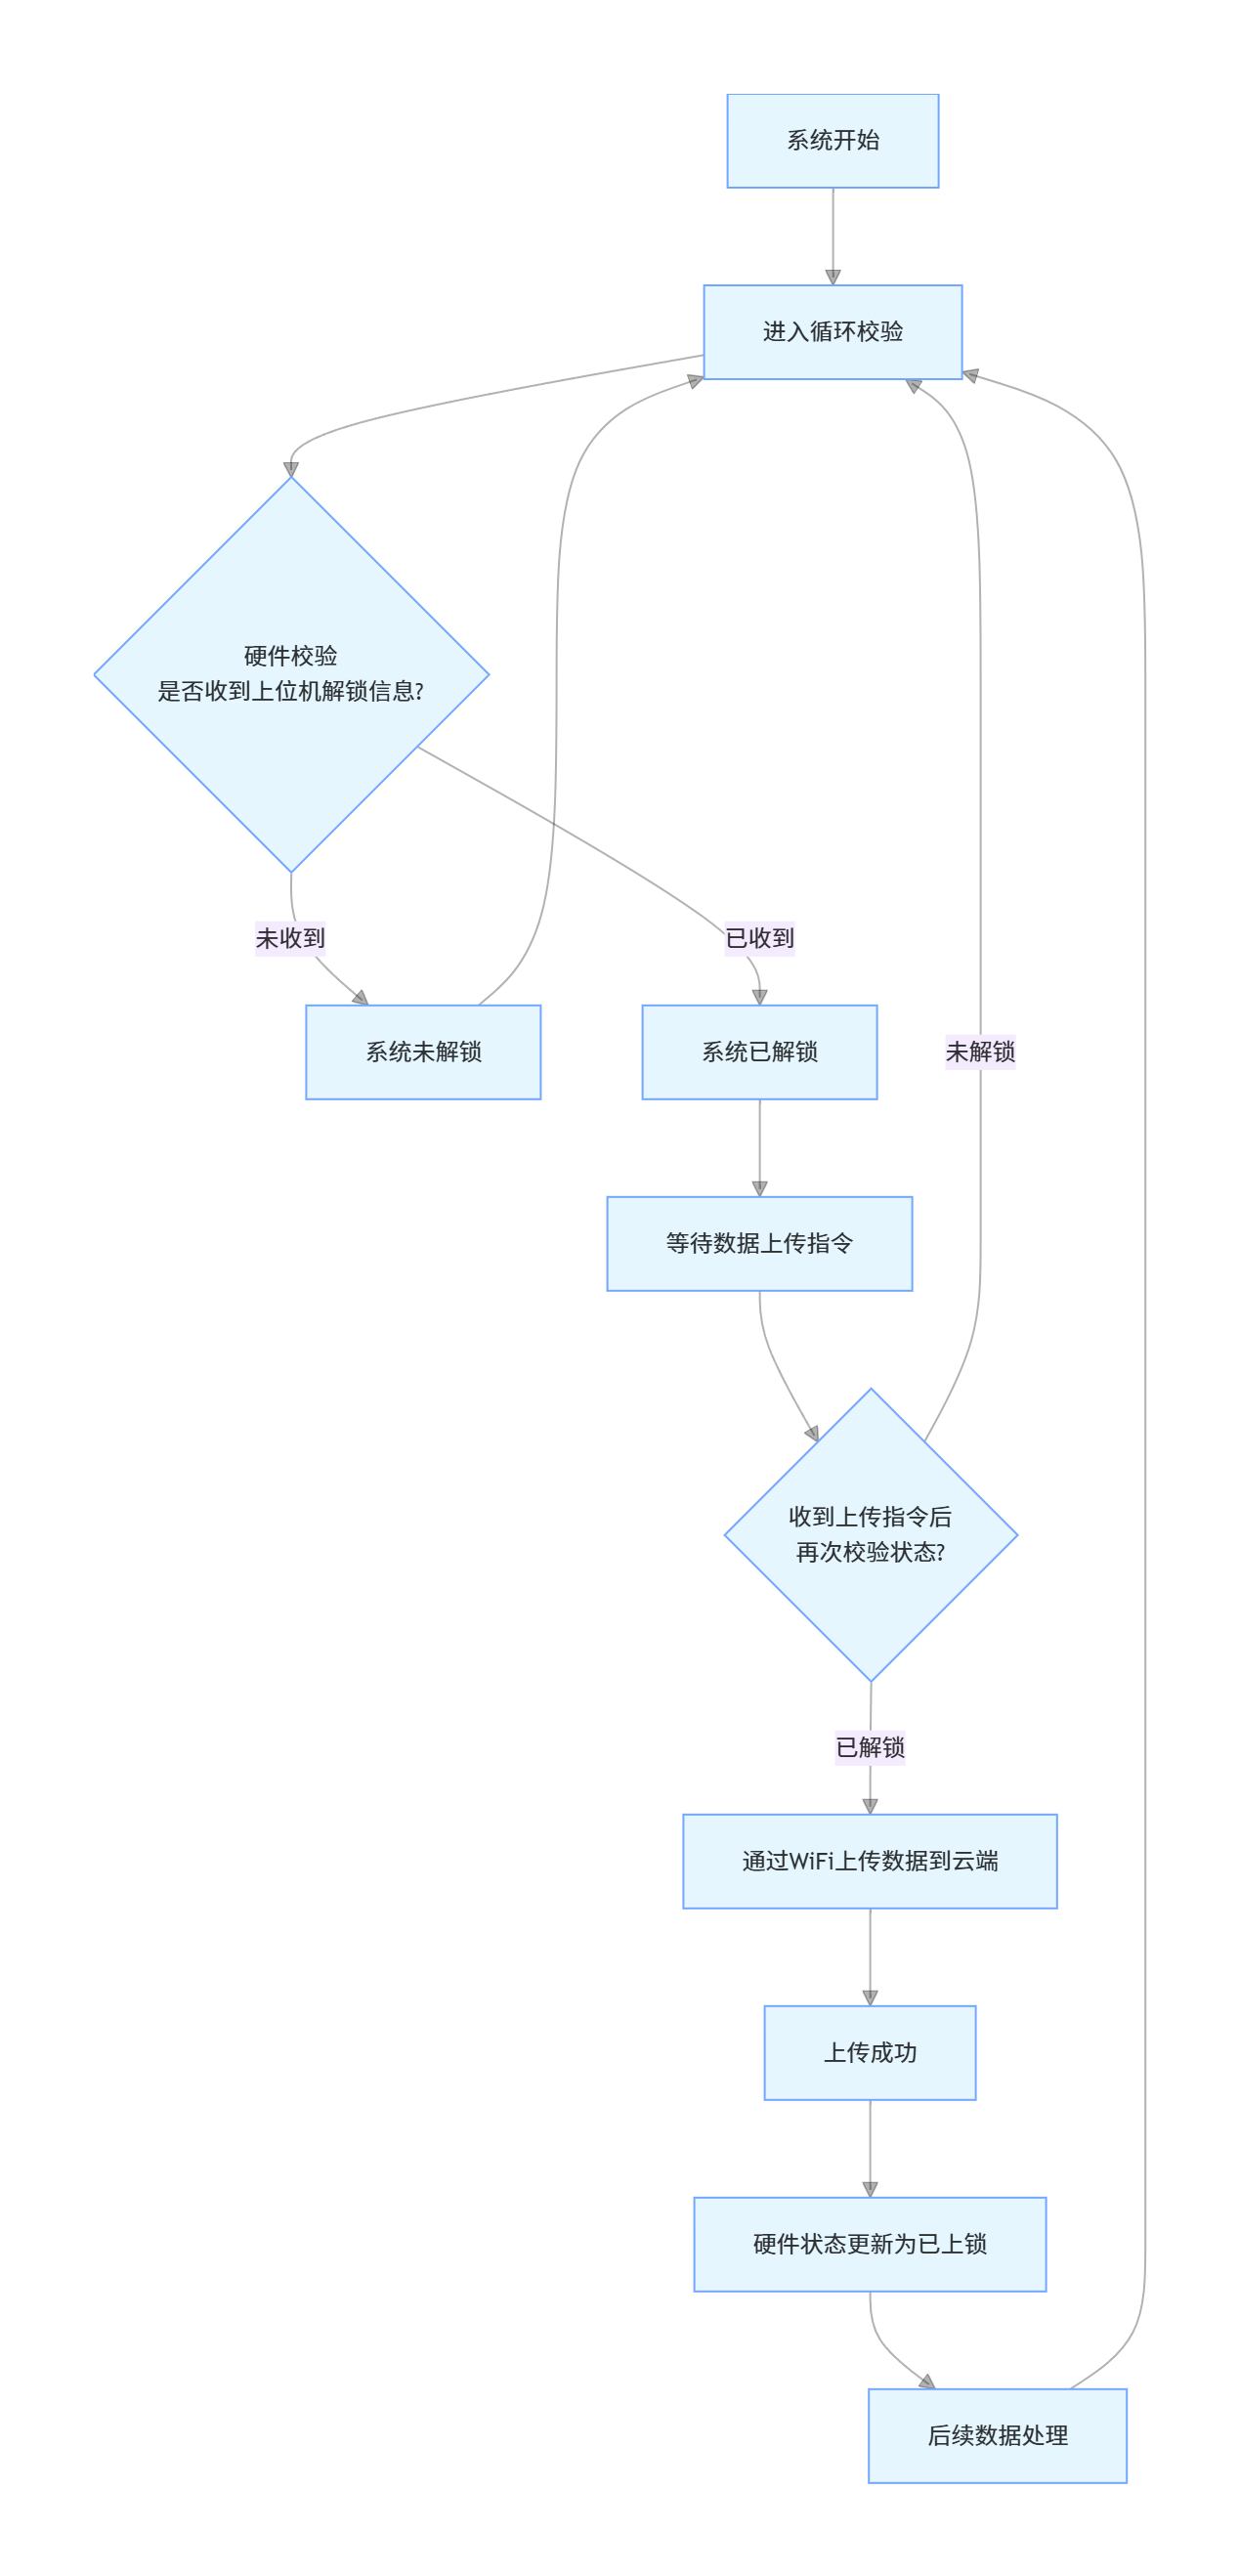 系统开始
进入循环校验
硬件校验
是否收到上位机解锁信息?
未收到
已收到
系统未解锁
系统已解锁
未解锁
等待数据上传指令
收到上传指令后
再次校验状态?
已解锁
通过WiFi上传数据到云端
上传成功
硬件状态更新为已上锁
后续数据处理